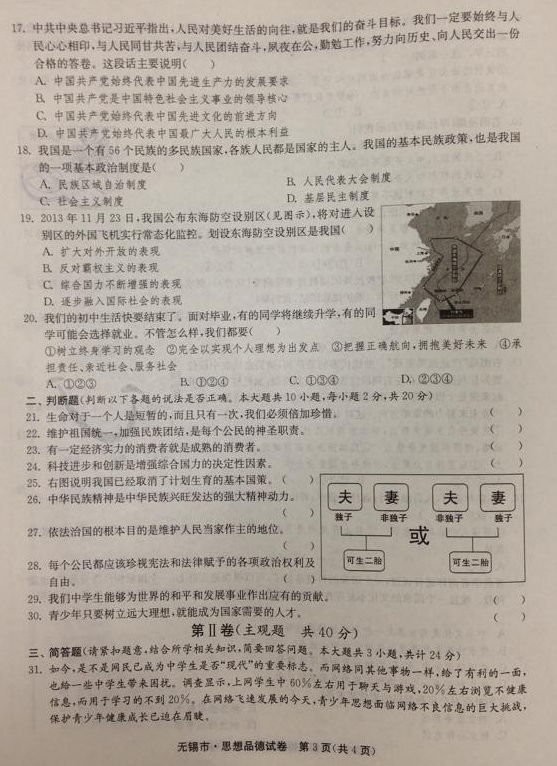 17. 中共中央总书记习近平指出,人民对美好生活的向往,就是我们的奋斗目标。我们一定要始终与人
民心心相印,与人民同甘共苦,与人民团结奋斗,夙夜在公,勤勉工作,努力向历史、向人民交出一份
合格的答卷。这段话主要说明(　　)
A. 中国共产党始终代表中国先进生产力的发展要求
B. 中国共产党是中国特色社会主义事业的领导核心
C. 中国共产党始终代表中国先进文化的前进方向
D. 中国共产党始终代表中国最广大人民的根本利益
18. 我国是一个有 56 个民族的多民族国家,各族人民都是国家的主人。我国的基本民族政策,也是我国
的一项基本政治制度是(　　)
A. 民族区域自治制度　　B. 人民代表大会制度
C. 社会主义制度　　D. 基层民主制度
19. 2013 年 11 月 23 日,我国公布东海防空设别区(见图示),将对进入设
别区的外国飞机实行常态化监控。划设东海防空设别区是我国(　　)
A. 扩大对外开放的表现
B. 反对霸权主义的表现
C. 综合国力不断增强的表现
D. 逐步融入国际社会的表现
20. 我们的初中生活快要结束了。面对毕业,有的同学将继续升学,有的同
学可能会选择就业。不管怎么样,我们都要(　　)
①树立终身学习的观念　②完全以实现个人理想为出发点　③把握正确航向,拥抱美好未来　④承
担责任、亲近社会、服务社会
A. ①②③　　B. ①②④　　C. ①③④　　D. ②③④
二、判断题(判断以下各题的说法是否正确。本大题共 10 小题,每小题 2 分,共 20 分)
21. 生命对于一个人是短暂的,而且只有一次,我们必须倍加珍惜。(　　)
22. 维护祖国统一,加强民族团结,是每个公民的神圣职责。(　　)
23. 有一定经济实力的消费者就是成熟的消费者。(　　)
24. 科技进步和创新是增强综合国力的决定性因素。(　　)
25. 右图说明我国已经取消了计划生育的基本国策。(　　)
26. 中华民族精神是中华民族兴旺发达的强大精神动力。
(　　)
27. 依法治国的根本目的是维护人民当家作主的地位。
(　　)
28. 每个公民都应该珍视宪法和法律赋予的各项政治权利及
自由。(　　)
夫　妻　夫　妻
独子　非独子　非独子　独子
或
可生二胎　可生二胎
29. 我们中学生能够为世界的和平和发展事业作出应有的贡献。(　　)
30. 青少年只要树立远大理想,就能成为国家需要的人才。(　　)
第Ⅱ卷(主观题　共 40 分)
三、简答题(请紧扣题意,结合所学相关知识,简要回答问题。本大题共 3 小题,共计 24 分)
31. 如今,是不是网民已成为中学生是否“现代”的重要标志。而网络同其他事物一样,给了有利的一面,
也给一些中学生带来困扰。调查显示,上网学生中 60%左右用于聊天与游戏,20%左右浏览不健康
信息,而用于学习的不到 20%。在网络飞速发展的今天,青少年思想面临网络不良信息的巨大挑战,
保护青少年健康成长已迫在眉睫。
无锡市·思想品德试卷　第 3 页(共 4 页)